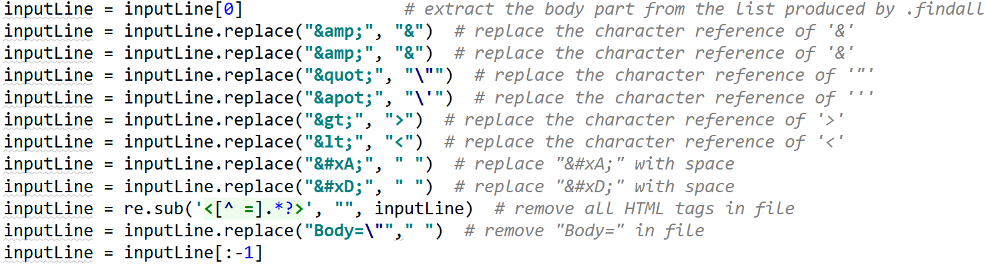 inputLine = inputLine[0]                # extract the body part from the list produced by .findall
inputLine = inputLine.replace("&amp;", "&")  # replace the character reference of '&'
inputLine = inputLine.replace("&amp;", "&")  # replace the character reference of '&'
inputLine = inputLine.replace("&quot;", "\"")  # replace the character reference of '"'
inputLine = inputLine.replace("&apot;", "\'")  # replace the character reference of '''
inputLine = inputLine.replace("&gt;", ">")  # replace the character reference of '>'
inputLine = inputLine.replace("&lt;", "<")  # replace the character reference of '<'
inputLine = inputLine.replace("&#xA;", " ")  # replace "&#xA;" with space
inputLine = inputLine.replace("&#xD;", " ")  # replace "&#xD;" with space
inputLine = re.sub('<[^ =].*?>', "", inputLine)  # remove all HTML tags in file
inputLine = inputLine.replace("Body=\""," ")  # remove "Body=" in file
inputLine = inputLine[:-1]